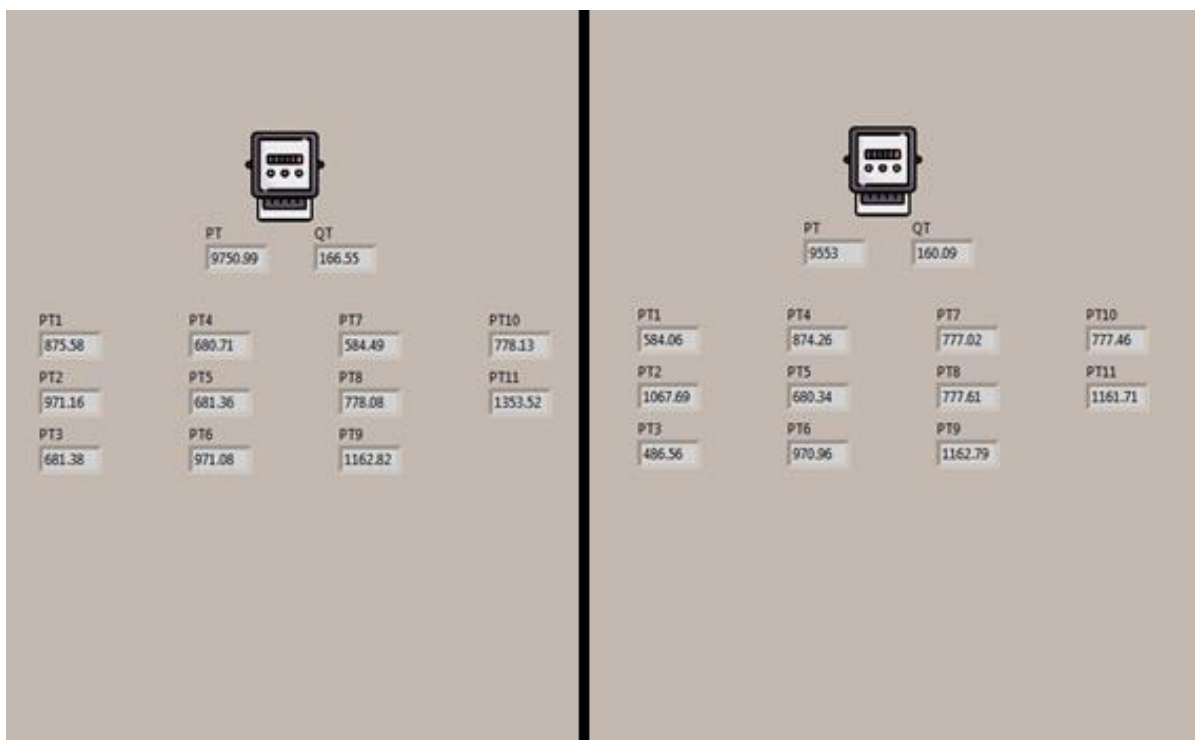 PT QT
9750.99 166.55
PT1 PT4 PT7 PT10
875.58 680.71 584.49 778.13
PT2 PT5 PT8 PT11
971.16 681.36 778.08 1353.52
PT3 PT6 PT9
681.38 971.08 1162.82
PT QT
9553 160.09
PT1 PT4 PT7 PT10
584.06 874.26 777.02 777.46
PT2 PT5 PT8 PT11
1067.69 680.34 777.61 1161.71
PT3 PT6 PT9
486.56 970.96 1162.79